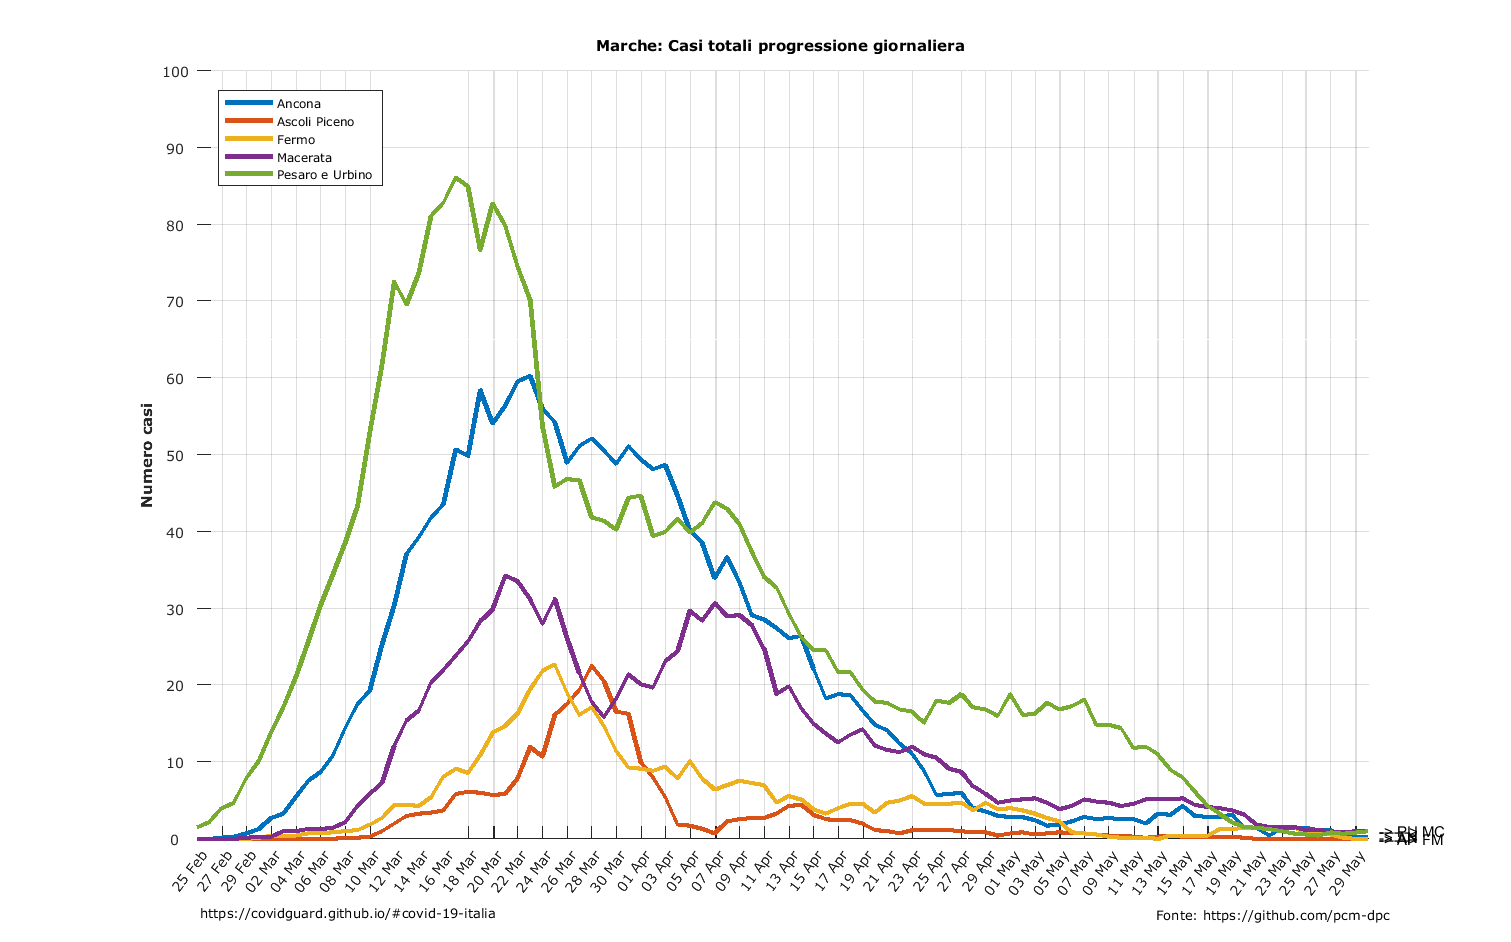 Marche: Casi totali progressione giornaliera
100
90
80
70
60
50
40
30
20
10
0
Numero casi
Ancona
Ascoli Piceno
Fermo
Macerata
Pesaro e Urbino
25 Feb
27 Feb
29 Feb
02 Mar
04 Mar
06 Mar
08 Mar
10 Mar
12 Mar
14 Mar
16 Mar
18 Mar
20 Mar
22 Mar
24 Mar
26 Mar
28 Mar
30 Mar
01 Apr
03 Apr
05 Apr
07 Apr
09 Apr
11 Apr
13 Apr
15 Apr
17 Apr
19 Apr
21 Apr
23 Apr
25 Apr
27 Apr
29 Apr
01 May
03 May
05 May
07 May
09 May
11 May
13 May
15 May
17 May
19 May
21 May
23 May
25 May
27 May
29 May
MC
FM
https://covidguard.github.io/#covid-19-italia
Fonte: https://github.com/pcm-dpc